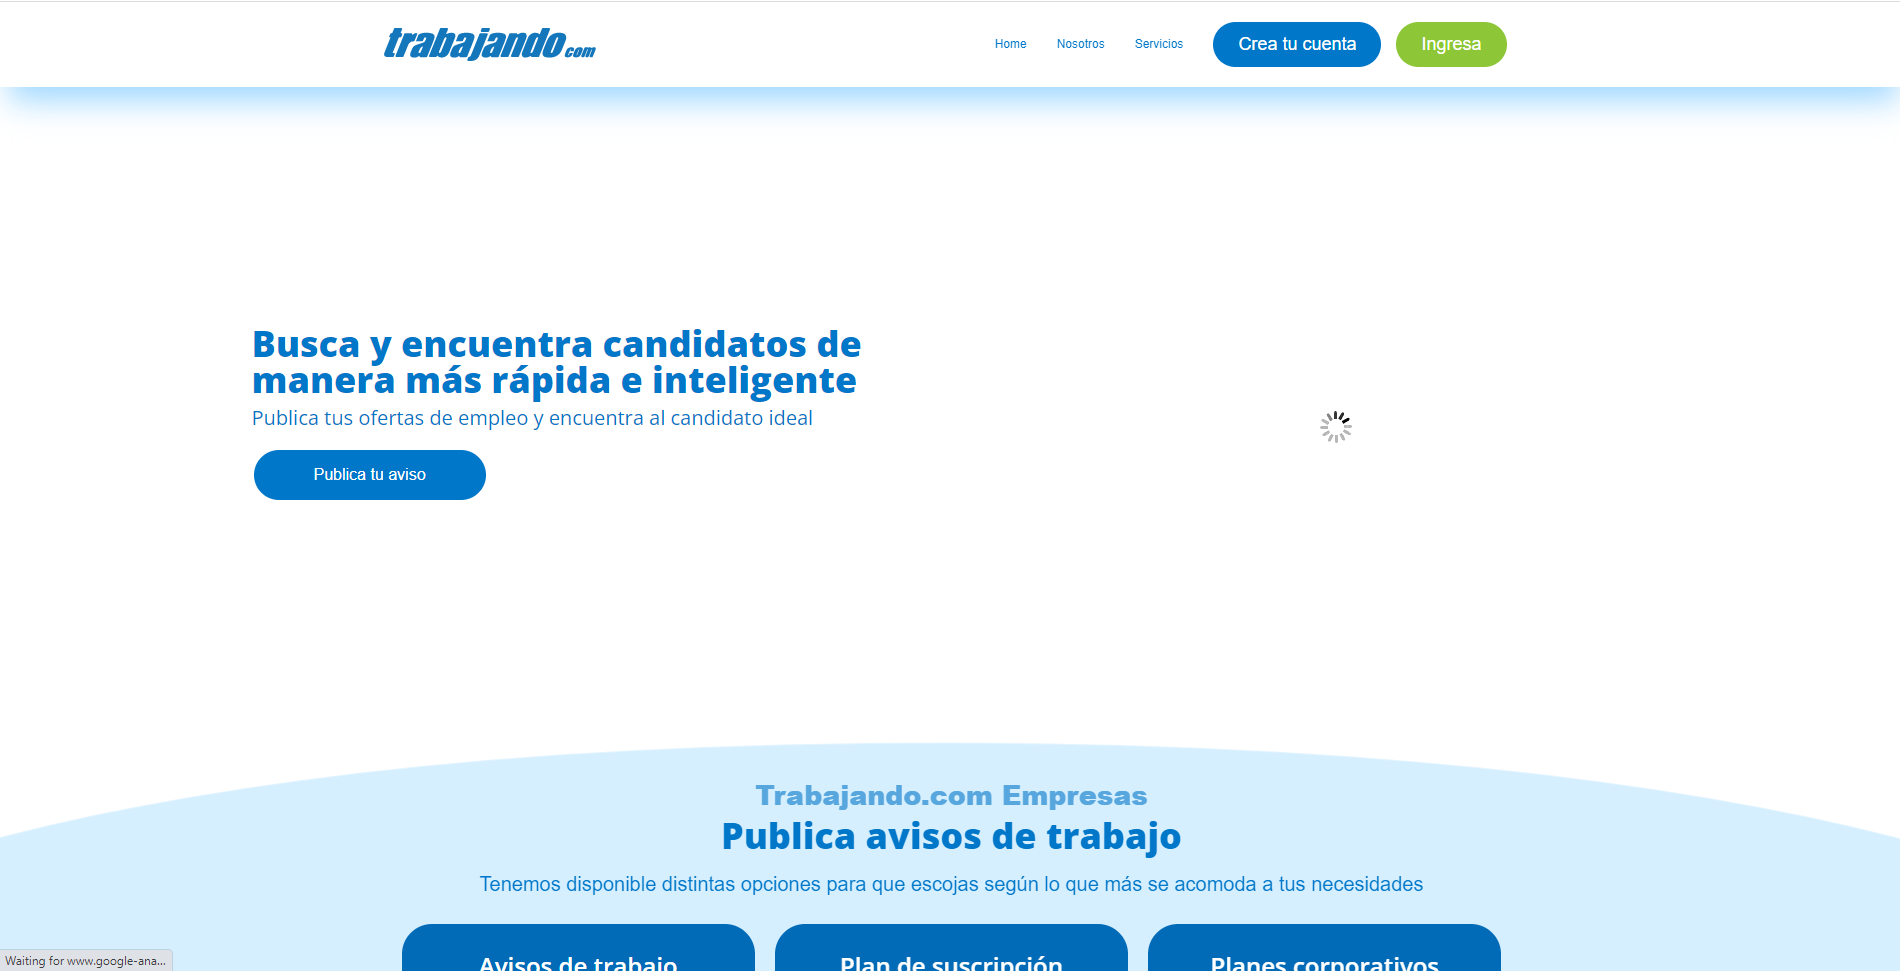 trabajando.com
Home
Nosotros
Servicios
Crea tu cuenta
Ingresa
Busca y encuentra candidatos de
manera más rápida e inteligente
Publica tus ofertas de empleo y encuentra al candidato ideal
Publica tu aviso
Trabajando.com Empresas
Publica avisos de trabajo
Tenemos disponible distintas opciones para que escojas según lo que más se acomoda a tus necesidades
Avisos de trabajo
Plan de suscripción
Planes corporativos
Waiting for www.google-ana...